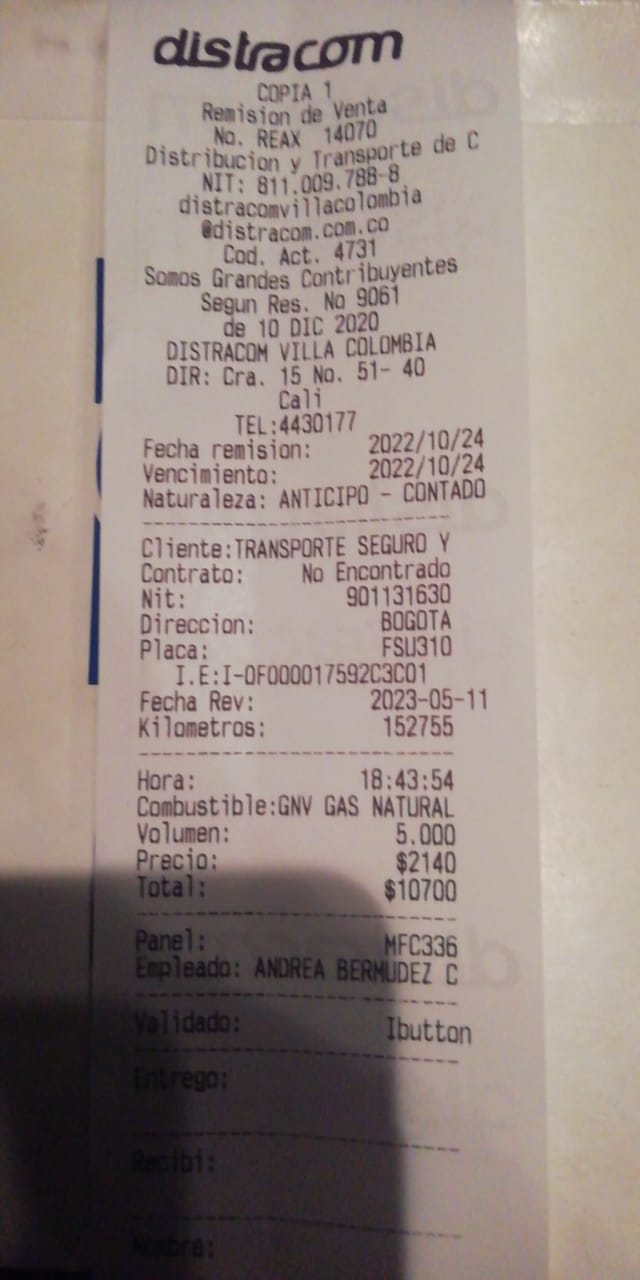 distracom
COPIA 1
Remision de Venta
No. REAX 14070
Distribucion y Transporte de C
NIT: 811.009.788-8
distracomvillacolombia
@distracom.com.co
Cod. Act. 4731
Somos Grandes Contribuyentes
Segun Res. No 9061
de 10 DIC 2020
DISTRACOM VILLA COLOMBIA
DIR: Cra. 15 No. 51- 40
Cali
TEL:4430177
Fecha remision: 2022/10/24
Vencimiento: 2022/10/24
Naturaleza: ANTICIPO - CONTADO
Cliente:TRANSPORTE SEGURO Y
Contrato: No Encontrado
Nit: 901131630
Direccion: BOGOTA
Placa: FSU310
I.E:I-0F000017592C3C01
Fecha Rev: 2023-05-11
Kilometros: 152755
Hora: 18:43:54
Combustible:GNV GAS NATURAL
Volumen: 5.000
Precio: $2140
Total: $10700
Panel: MFC336
Empleado: ANDREA BERMUDEZ C
Validado: Ibutton
Entrego:
Recibi:
Nombre: